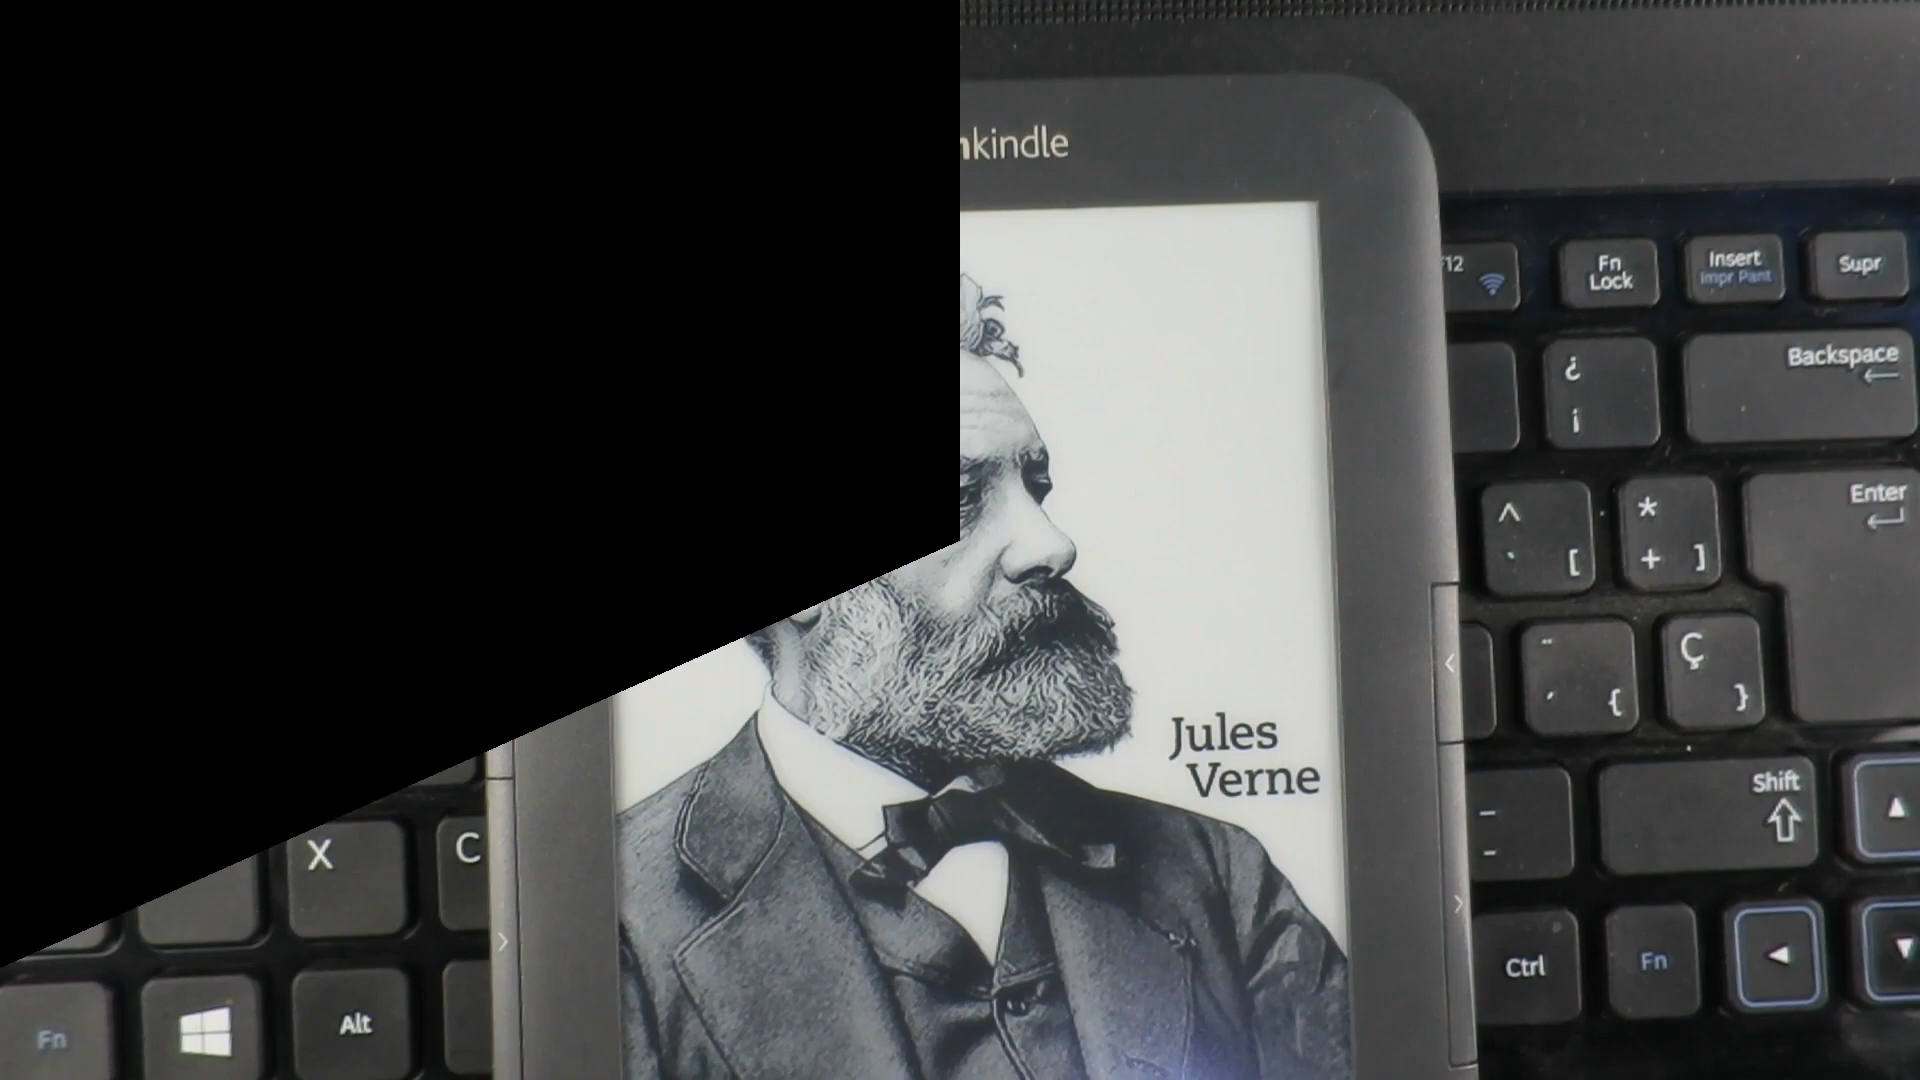 kindle
F12
Fn
Lock
Insert
Impr Pant
Supr
¿
¡
Backspace
^
` [
*
+ ]
Enter
¨
´ {
Ç
}
Jules
Verne
_
-
Shift
X
C
Ctrl
Fn
Fn
Alt